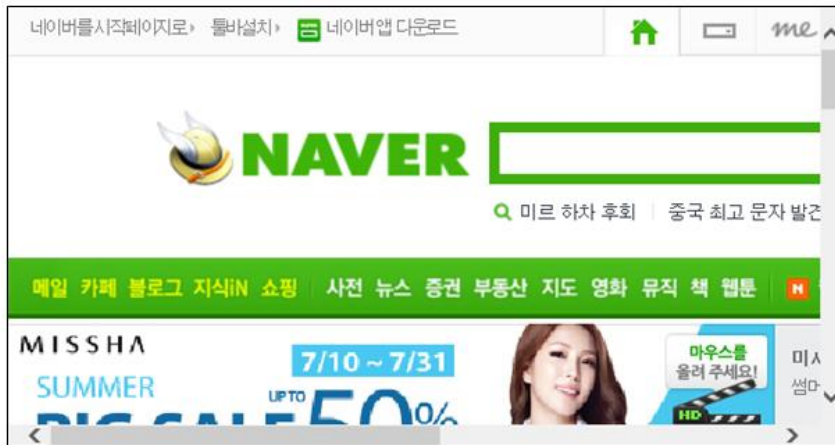 네이버를 시작페이지로 툴바설치 네이버앱 다운로드 me
NAVER
미르 하차 후회 중국 최고 문자 발견
메일 카페 블로그 지식iN 쇼핑 사전 뉴스 증권 부동산 지도 영화 뮤직 책 웹툰 N
MISSHA
7/10 ~ 7/31
마우스를
올려 주세요!
SUMMER
UP TO 50%
BIG SALE
HD